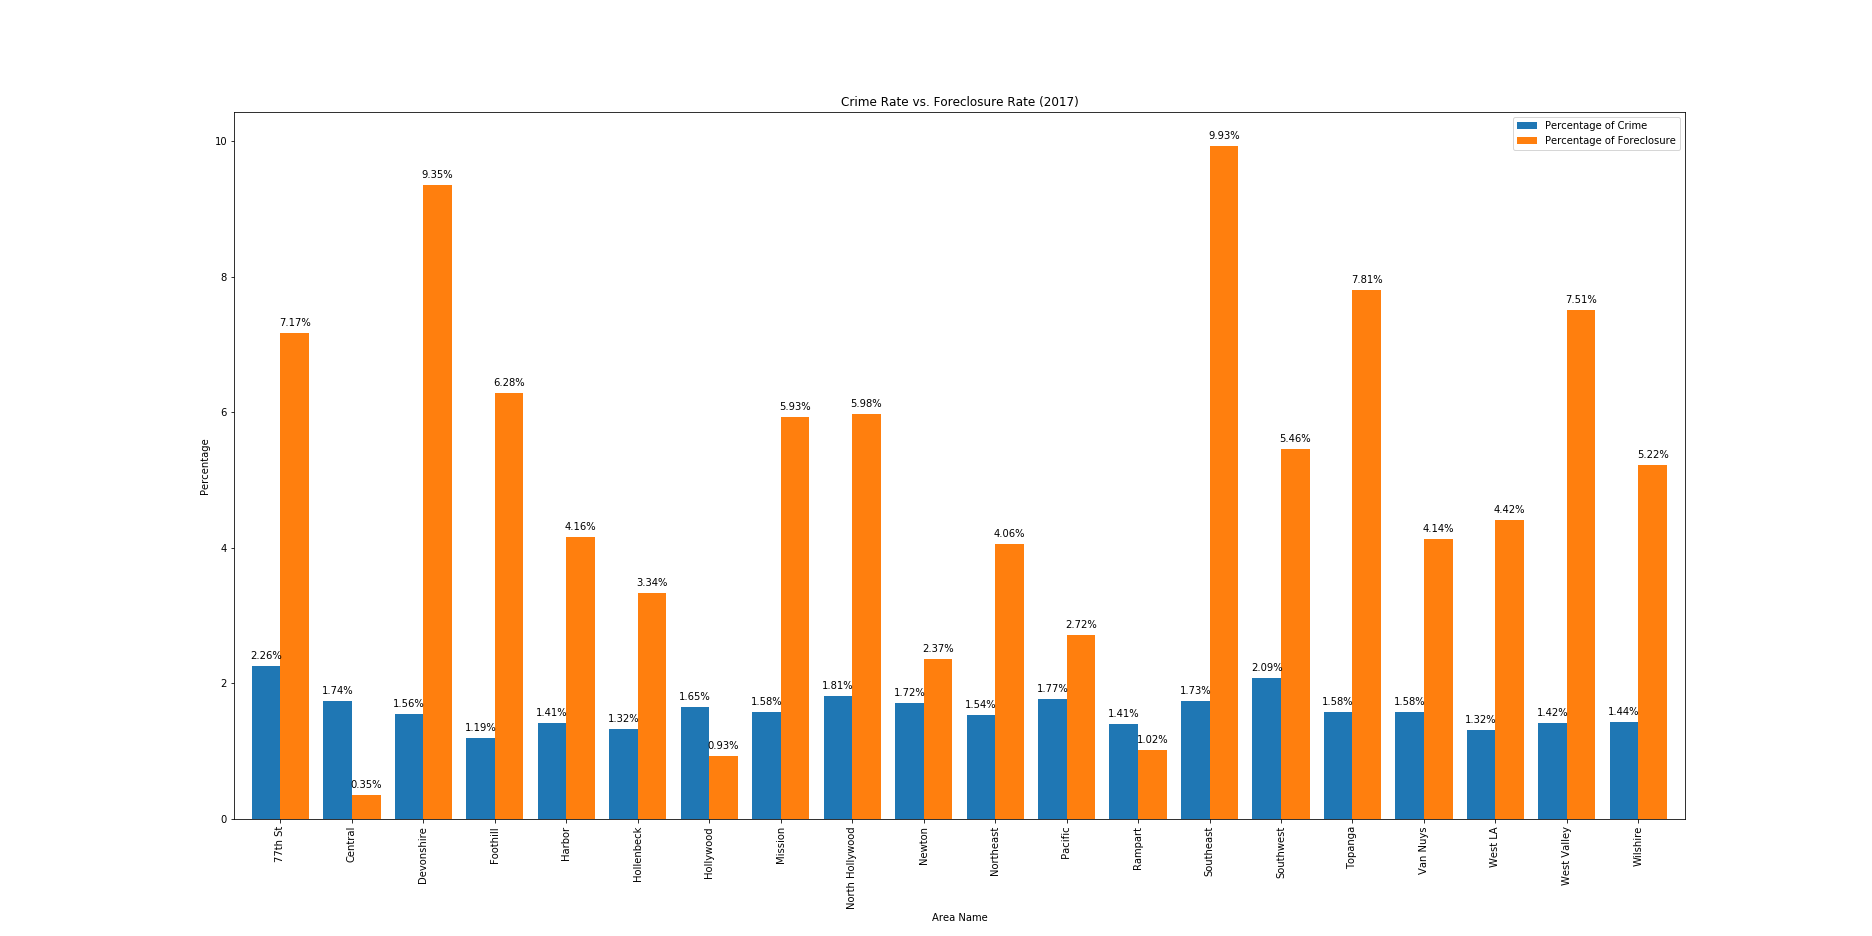 Crime Rate vs. Foreclosure Rate (2017)
Percentage of Crime
Percentage of Foreclosure
Percentage
10
8
6
4
2
0
2.26% 7.17%
1.74% 0.35%
1.56% 9.35%
1.19% 6.28%
1.41% 4.16%
1.32% 3.34%
1.65% 0.93%
1.58% 5.93%
1.81% 5.98%
1.72% 2.37%
1.54% 4.06%
1.77% 2.72%
1.41% 1.02%
1.73% 9.93%
2.09% 5.46%
1.58% 7.81%
1.58% 4.14%
1.32% 4.42%
1.42% 7.51%
1.44% 5.22%
77th St
Central
Devonshire
Foothill
Harbor
Hollenbeck
Hollywood
Mission
North Hollywood
Newton
Northeast
Pacific
Rampart
Southeast
Southwest
Topanga
Van Nuys
West LA
West Valley
Wilshire
Area Name